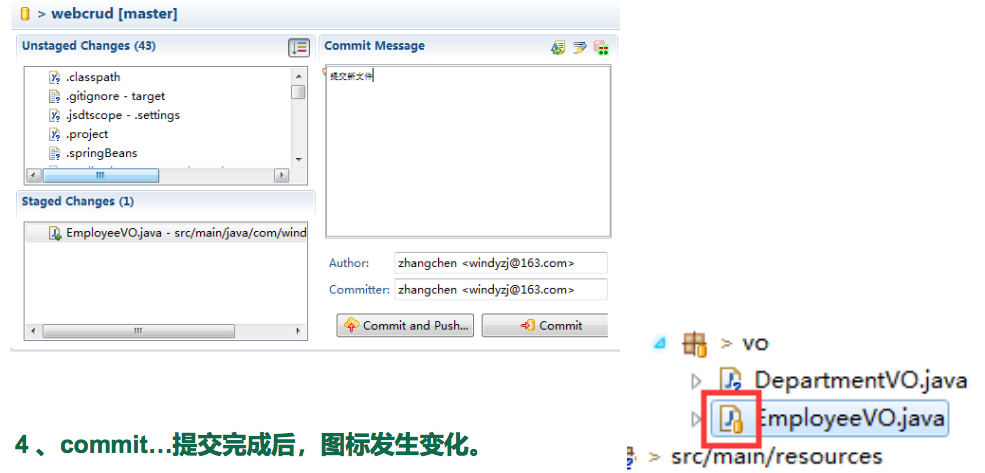 > webcrud [master]
Unstaged Changes (43)
.classpath
.gitignore - target
.jsdtscope - .settings
.project
.springBeans
Staged Changes (1)
EmployeeVO.java - src/main/java/com/wind
Commit Message
提交新文件
Author:
zhangchen <windyzj@163.com>
Committer:
zhangchen <windyzj@163.com>
Commit and Push...
Commit
> vo
DepartmentVO.java
EmployeeVO.java
> src/main/resources
4 、commit…提交完成后，图标发生变化。